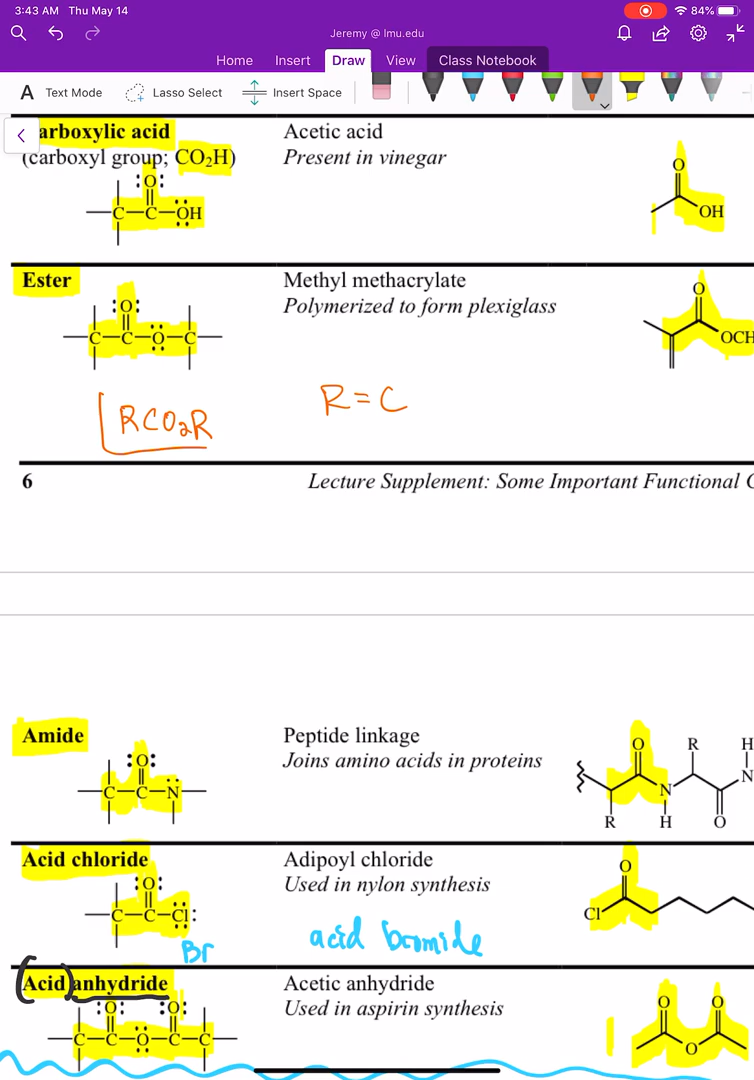 3:43 AM Thu May 14
84%
Jeremy @ lmu.edu
Home Insert Draw View Class Notebook
A Text Mode Lasso Select Insert Space
arboxylic acid Acetic acid
(carboxyl group; CO₂H) Present in vinegar
:O: O
C C OH OH
Ester Methyl methacrylate
:O: Polymerized to form plexiglass O
C C O C OCH
RCO₂R R = C
6 Lecture Supplement: Some Important Functional
Amide Peptide linkage O R H
:O: Joins amino acids in proteins N
C C N N
R H O
Acid chloride Adipoyl chloride O
:O: Used in nylon synthesis
C C Cl: Cl
Br acid bromide
(Acid) anhydride Acetic anhydride
:O: :O: Used in aspirin synthesis O O
C C O C C O